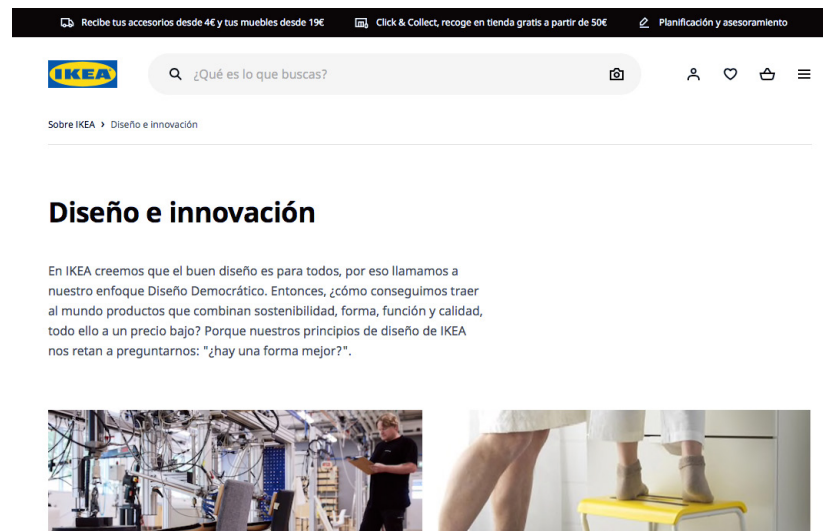 Recibe tus accesorios desde 4€ y tus muebles desde 19€
Click & Collect, recoge en tienda gratis a partir de 50€
Planificación y asesoramiento
IKEA
¿Qué es lo que buscas?
Sobre IKEA › Diseño e innovación
Diseño e innovación
En IKEA creemos que el buen diseño es para todos, por eso llamamos a
nuestro enfoque Diseño Democrático. Entonces, ¿cómo conseguimos traer
al mundo productos que combinan sostenibilidad, forma, función y calidad,
todo ello a un precio bajo? Porque nuestros principios de diseño de IKEA
nos retan a preguntarnos: "¿hay una forma mejor?".